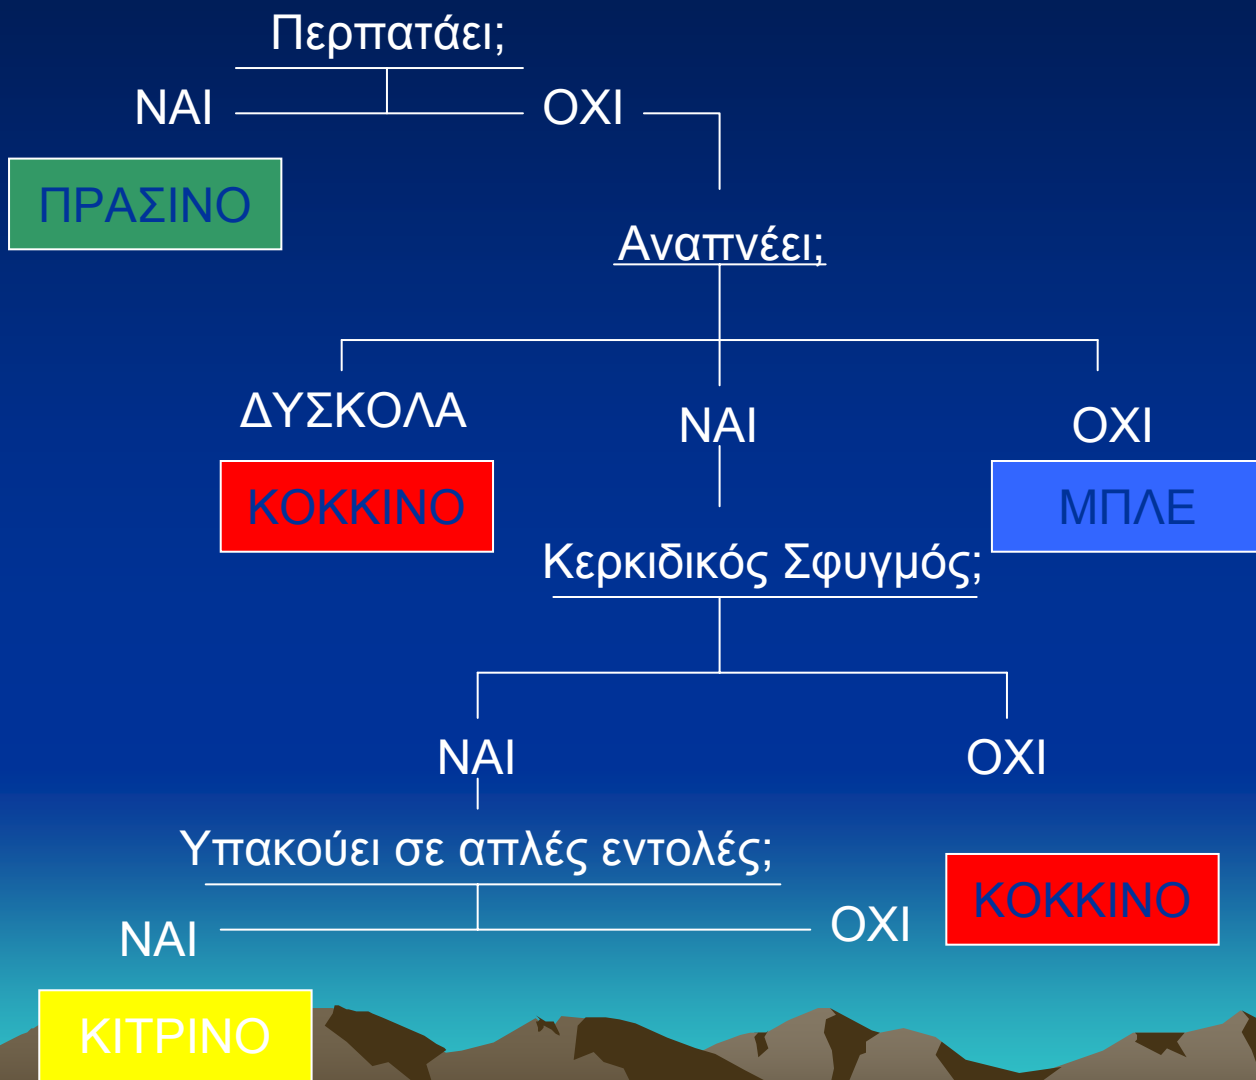 Περπατάει;
ΝΑΙ ΟΧΙ
ΠΡΑΣΙΝΟ
Αναπνέει;
ΔΥΣΚΟΛΑ ΝΑΙ ΟΧΙ
ΚΟΚΚΙΝΟ ΜΠΛΕ
Κερκιδικός Σφυγμός;
ΝΑΙ ΟΧΙ
Υπακούει σε απλές εντολές;
ΚΟΚΚΙΝΟ
ΝΑΙ ΟΧΙ
ΚΙΤΡΙΝΟ